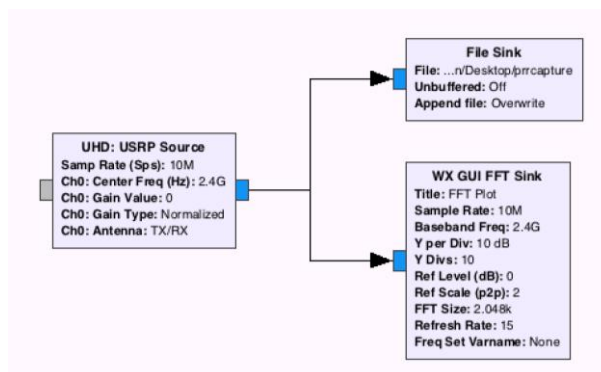 File Sink
File: ...n/Desktop/prrcapture
Unbuffered: Off
Append file: Overwrite
UHD: USRP Source
Samp Rate (Sps): 10M
Ch0: Center Freq (Hz): 2.4G
Ch0: Gain Value: 0
Ch0: Gain Type: Normalized
Ch0: Antenna: TX/RX
WX GUI FFT Sink
Title: FFT Plot
Sample Rate: 10M
Baseband Freq: 2.4G
Y per Div: 10 dB
Y Divs: 10
Ref Level (dB): 0
Ref Scale (p2p): 2
FFT Size: 2.048k
Refresh Rate: 15
Freq Set Varname: None